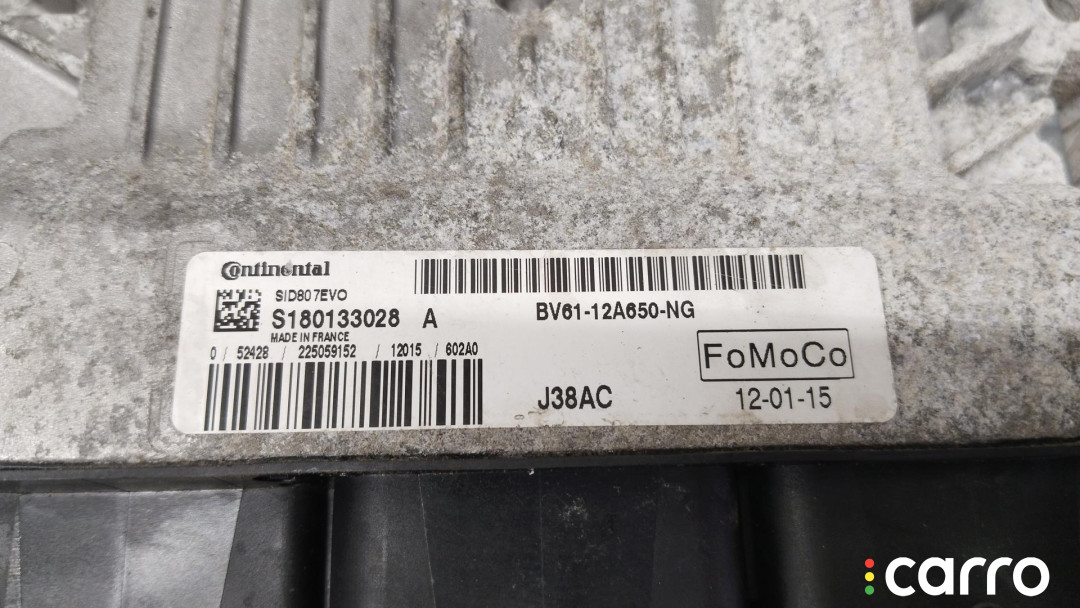 Continental
SID807EVO
S180133028 A
MADE IN FRANCE
0 / 52428 / 225059152 / 12015 / 602A0
BV61-12A650-NG
FoMoCo
J38AC
12-01-15
carro